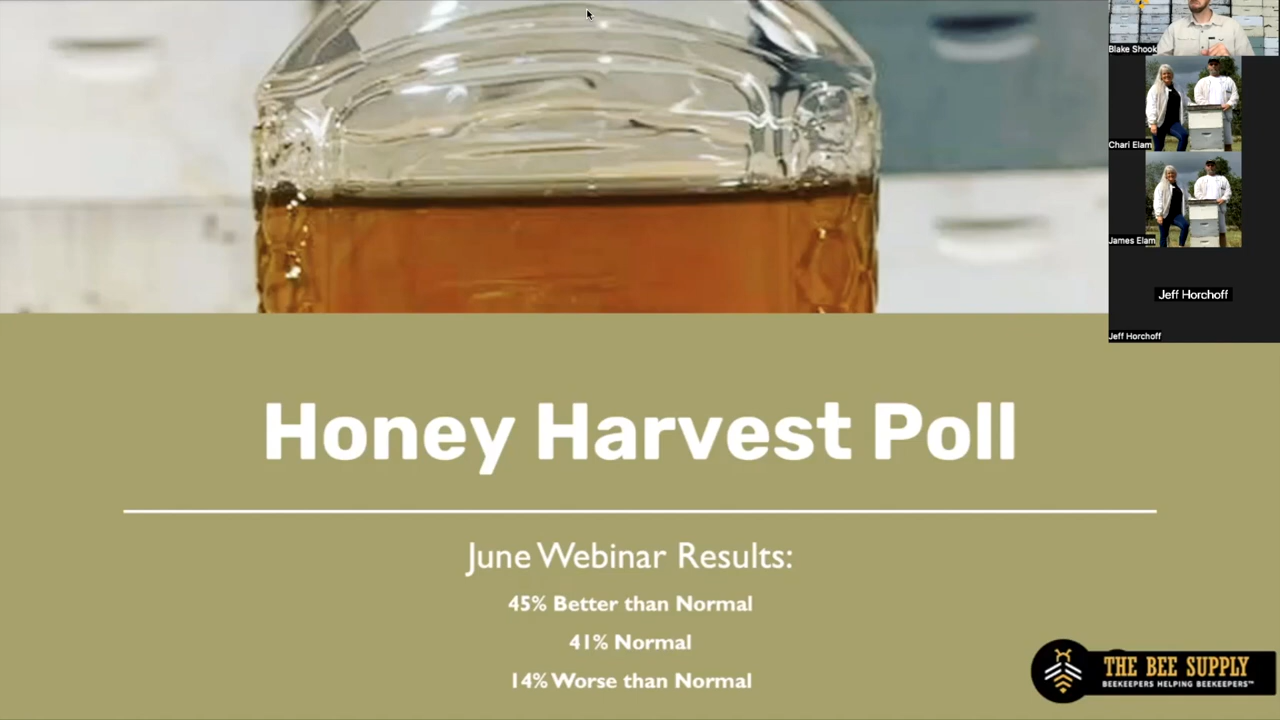 Blake Shook
Chari Elam
James Elam
Jeff Horchoff
Jeff Horchoff
Honey Harvest Poll
June Webinar Results:
45% Better than Normal
41% Normal
14% Worse than Normal
THE BEE SUPPLY
BEEKEEPERS HELPING BEEKEEPERS™